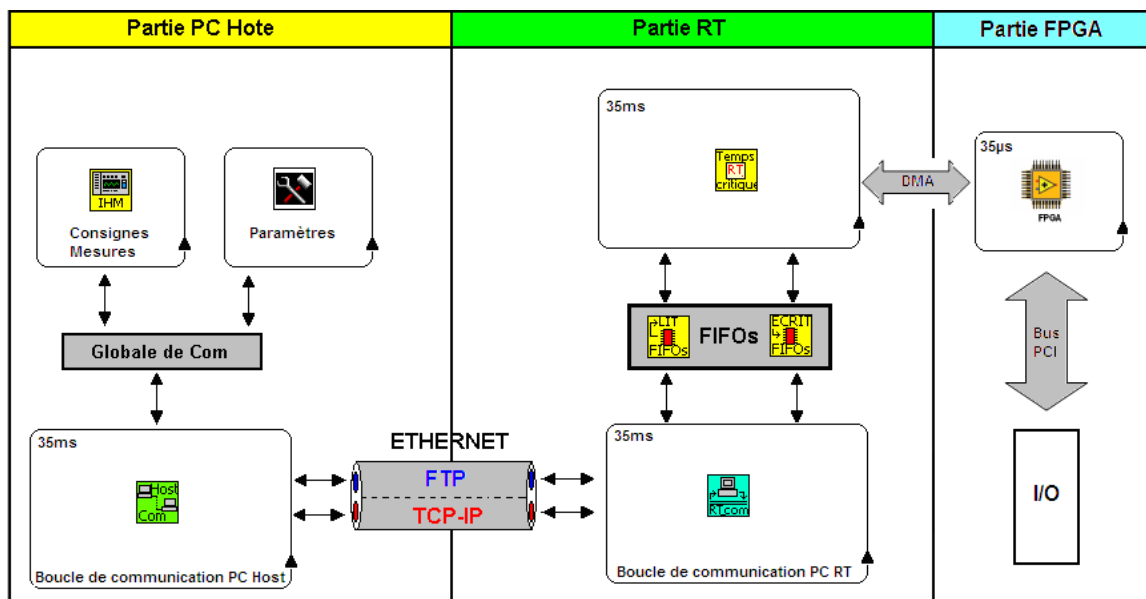 Partie PC Hote
Partie RT
Partie FPGA
IHM
Consignes
Mesures
Paramètres
Globale de Com
35ms
Host
Com
Boucle de communication PC Host
ETHERNET
FTP
TCP-IP
35ms
Temps
RT
critique
LIT
FIFOs
FIFOs
ECRIT
FIFOs
35ms
RTcom
Boucle de communication PC RT
DMA
35µs
FPGA
Bus
PCI
I/O